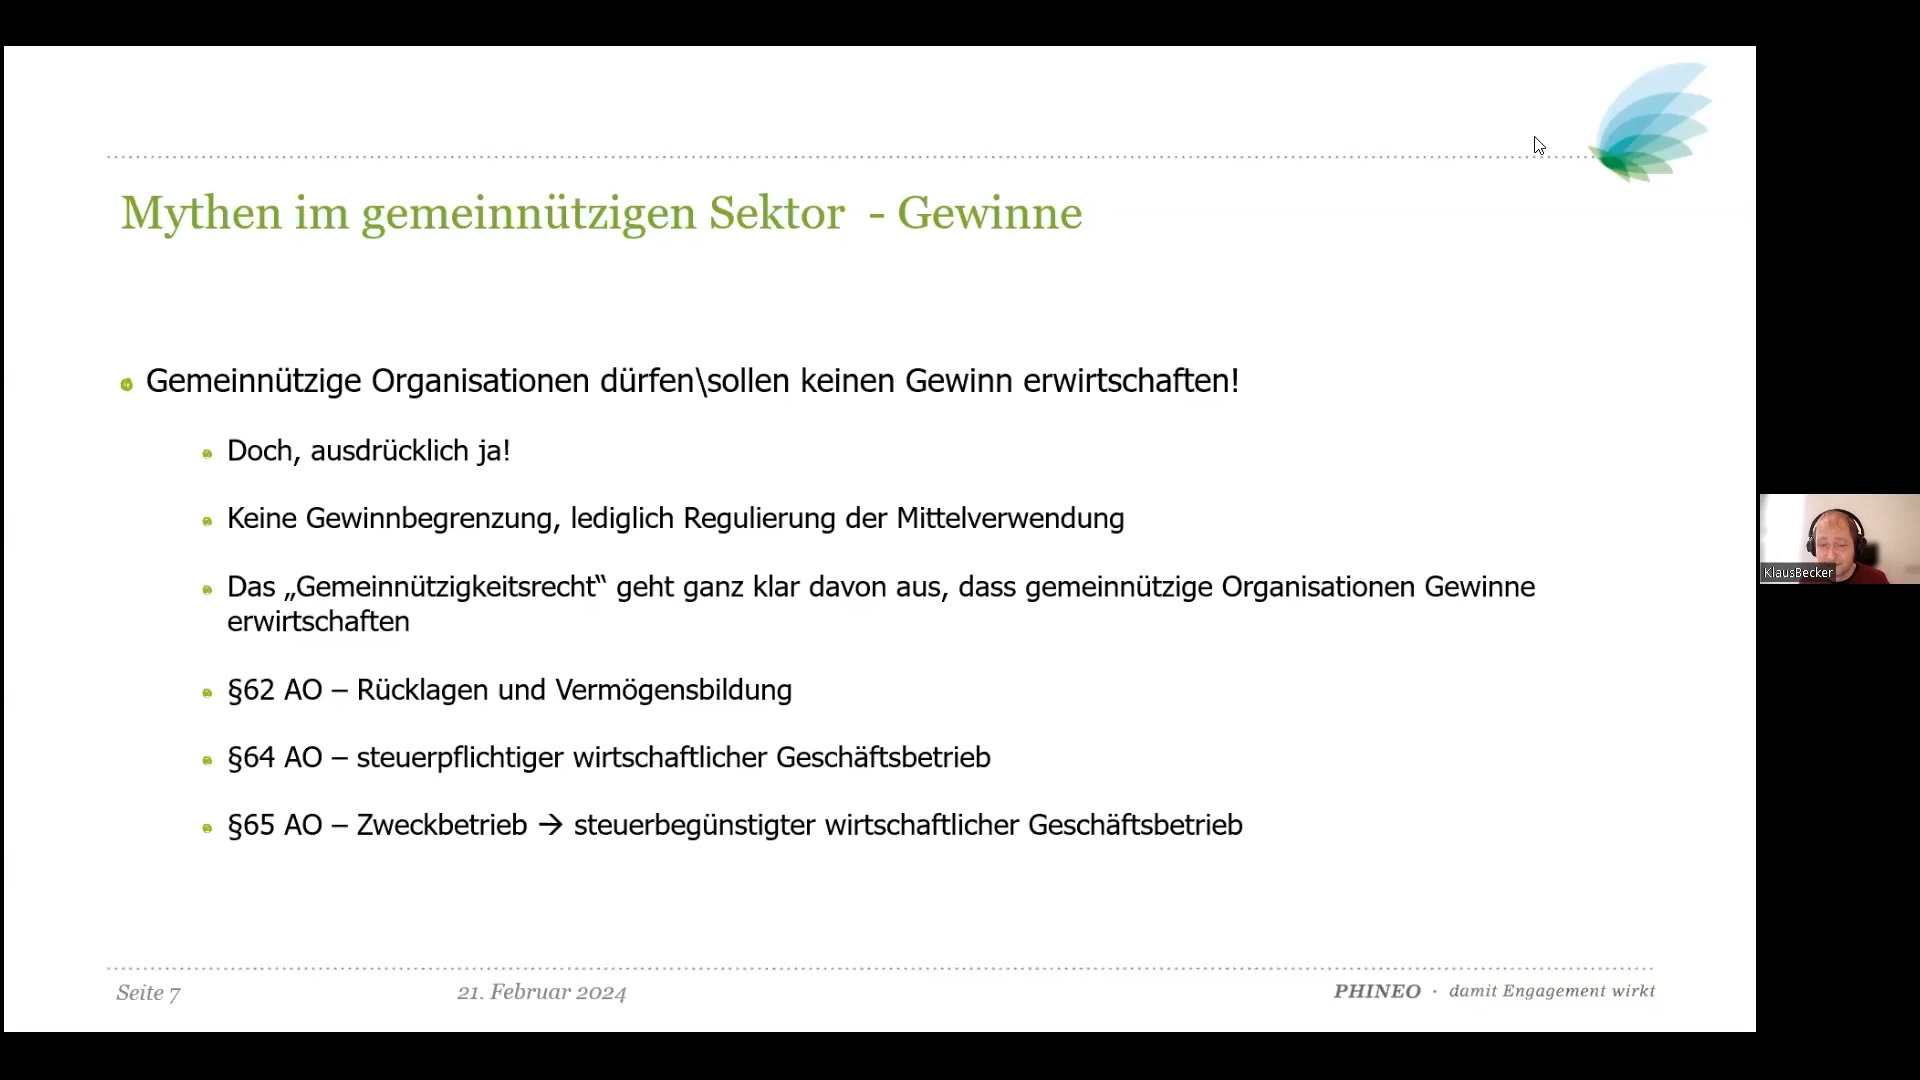 Mythen im gemeinnützigen Sektor - Gewinne
Gemeinnützige Organisationen dürfen\sollen keinen Gewinn erwirtschaften!
Doch, ausdrücklich ja!
Keine Gewinnbegrenzung, lediglich Regulierung der Mittelverwendung
Das „Gemeinnützigkeitsrecht“ geht ganz klar davon aus, dass gemeinnützige Organisationen Gewinne
erwirtschaften
§62 AO – Rücklagen und Vermögensbildung
§64 AO – steuerpflichtiger wirtschaftlicher Geschäftsbetrieb
§65 AO – Zweckbetrieb → steuerbegünstigter wirtschaftlicher Geschäftsbetrieb
KlausBecker
Seite 7
21. Februar 2024
PHINEO · damit Engagement wirkt